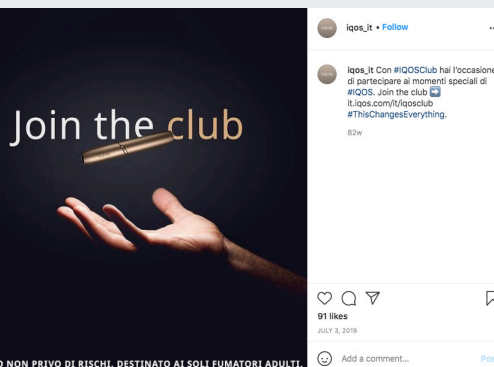 Join the club
O NON PRIVO DI RISCHI. DESTINATO AI SOLI FUMATORI ADULTI.
iqos_it • Follow
iqos_it Con #IQOSClub hai l'occasione
di partecipare ai momenti speciali di
#IQOS. Join the club ➡️
it.iqos.com/it/iqosclub
#ThisChangesEverything.
82w
91 likes
JULY 3, 2019
Add a comment...
Pos